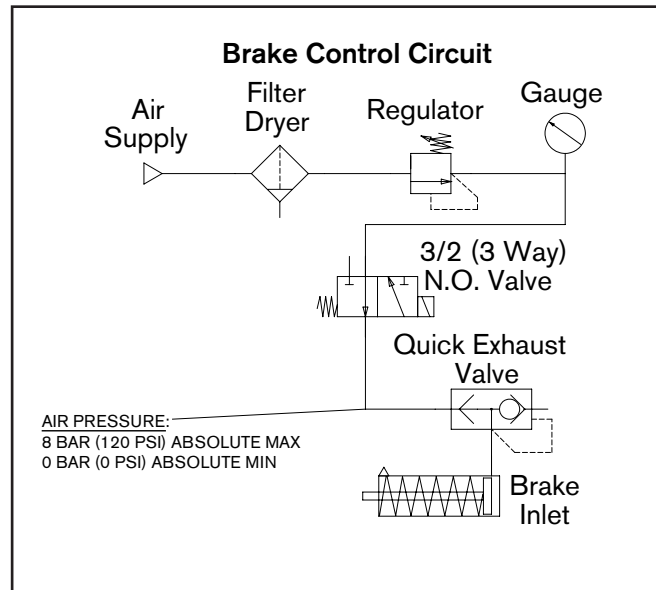 Brake Control Circuit
Air
Supply
Filter
Dryer
Regulator
Gauge
3/2 (3 Way)
N.O. Valve
Quick Exhaust
Valve
AIR PRESSURE:
8 BAR (120 PSI) ABSOLUTE MAX
0 BAR (0 PSI) ABSOLUTE MIN
Brake
Inlet